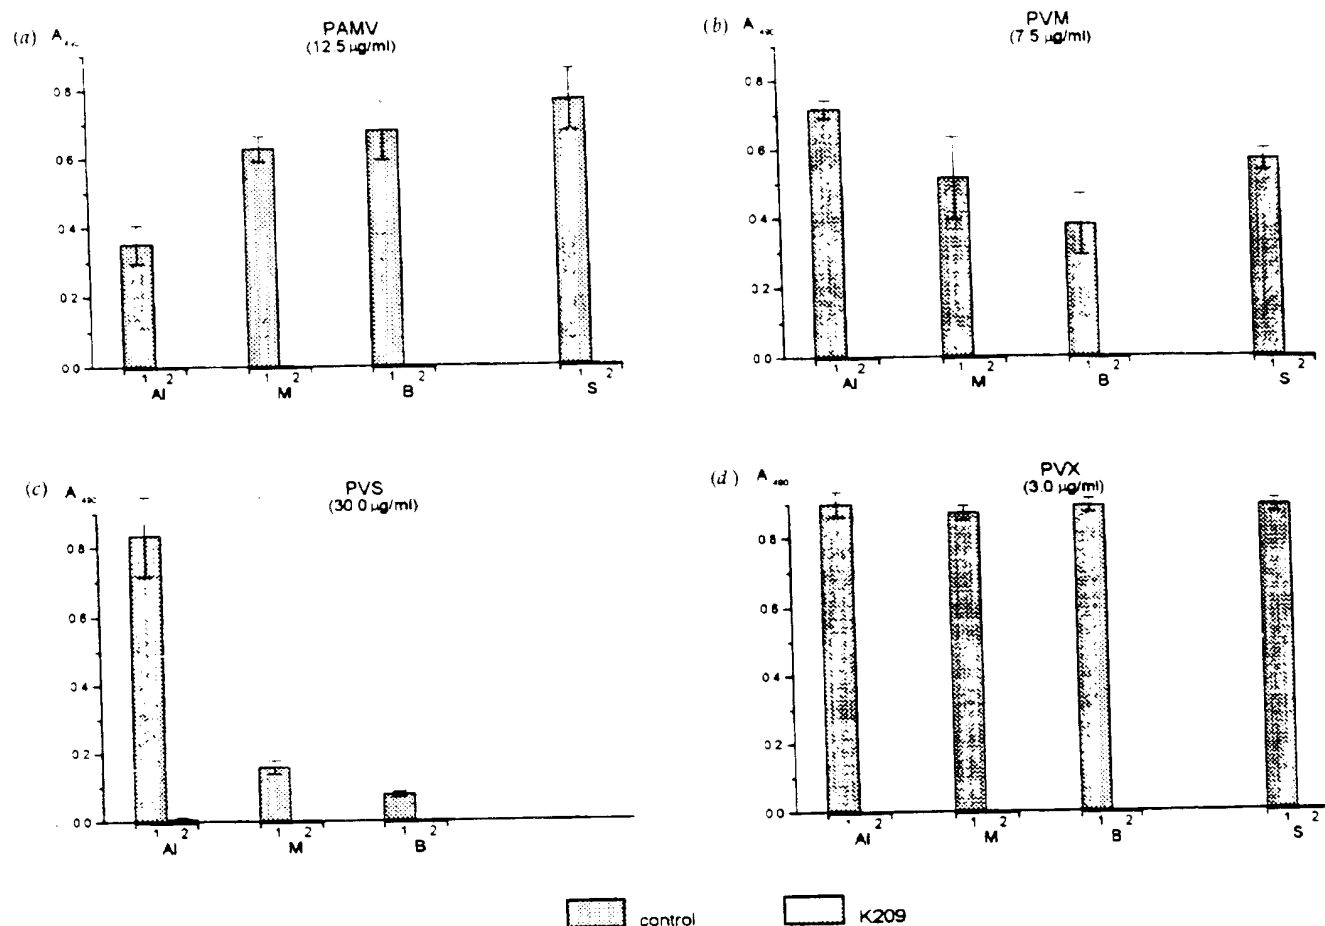 (a) A
PAMV
(12 5 µg/ml)
0 8
0 6
0 4
0 2
0 0
1 2 1 2 1 2 1 2
Al M B S
(b) A 490
PVM
(7 5 µg/ml)
0 8
0 6
0 4
0 2
0 0
1 2 1 2 1 2 1 2
Al M B S
(c) A 490
PVS
(30 0 µg/ml)
0 8
0 6
0 4
0 2
0 0
1 2 1 2 1 2
Al M B
(d) A 490
PVX
(3.0 µg/ml)
0.8
0.6
0.4
0.2
0.0
1 2 1 2 1 2 1 2
Al M B S
control K209